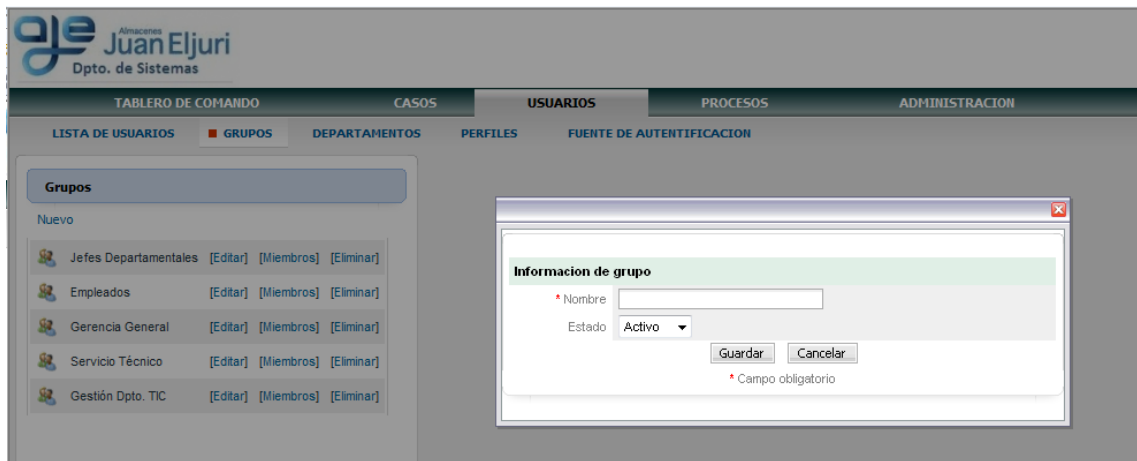 Almacenes
Juan Eljuri
Dpto. de Sistemas
TABLERO DE COMANDO CASOS USUARIOS PROCESOS ADMINISTRACION
LISTA DE USUARIOS GRUPOS DEPARTAMENTOS PERFILES FUENTE DE AUTENTIFICACION
Grupos
Nuevo
Jefes Departamentales [Editar] [Miembros] [Eliminar]
Empleados [Editar] [Miembros] [Eliminar]
Gerencia General [Editar] [Miembros] [Eliminar]
Servicio Técnico [Editar] [Miembros] [Eliminar]
Gestión Dpto. TIC [Editar] [Miembros] [Eliminar]
Informacion de grupo
* Nombre
Estado Activo
Guardar Cancelar
* Campo obligatorio